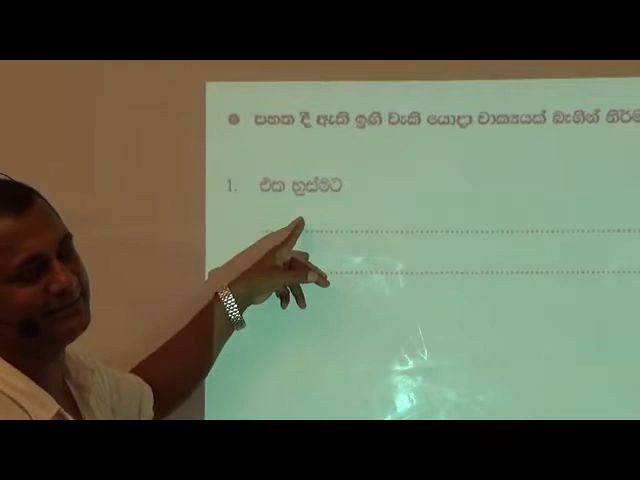 පහත දී ඇති ඉඟි වැකි යොදා වාක්‍යයක් බැගින් නිර්ම
1. එක හුස්මට